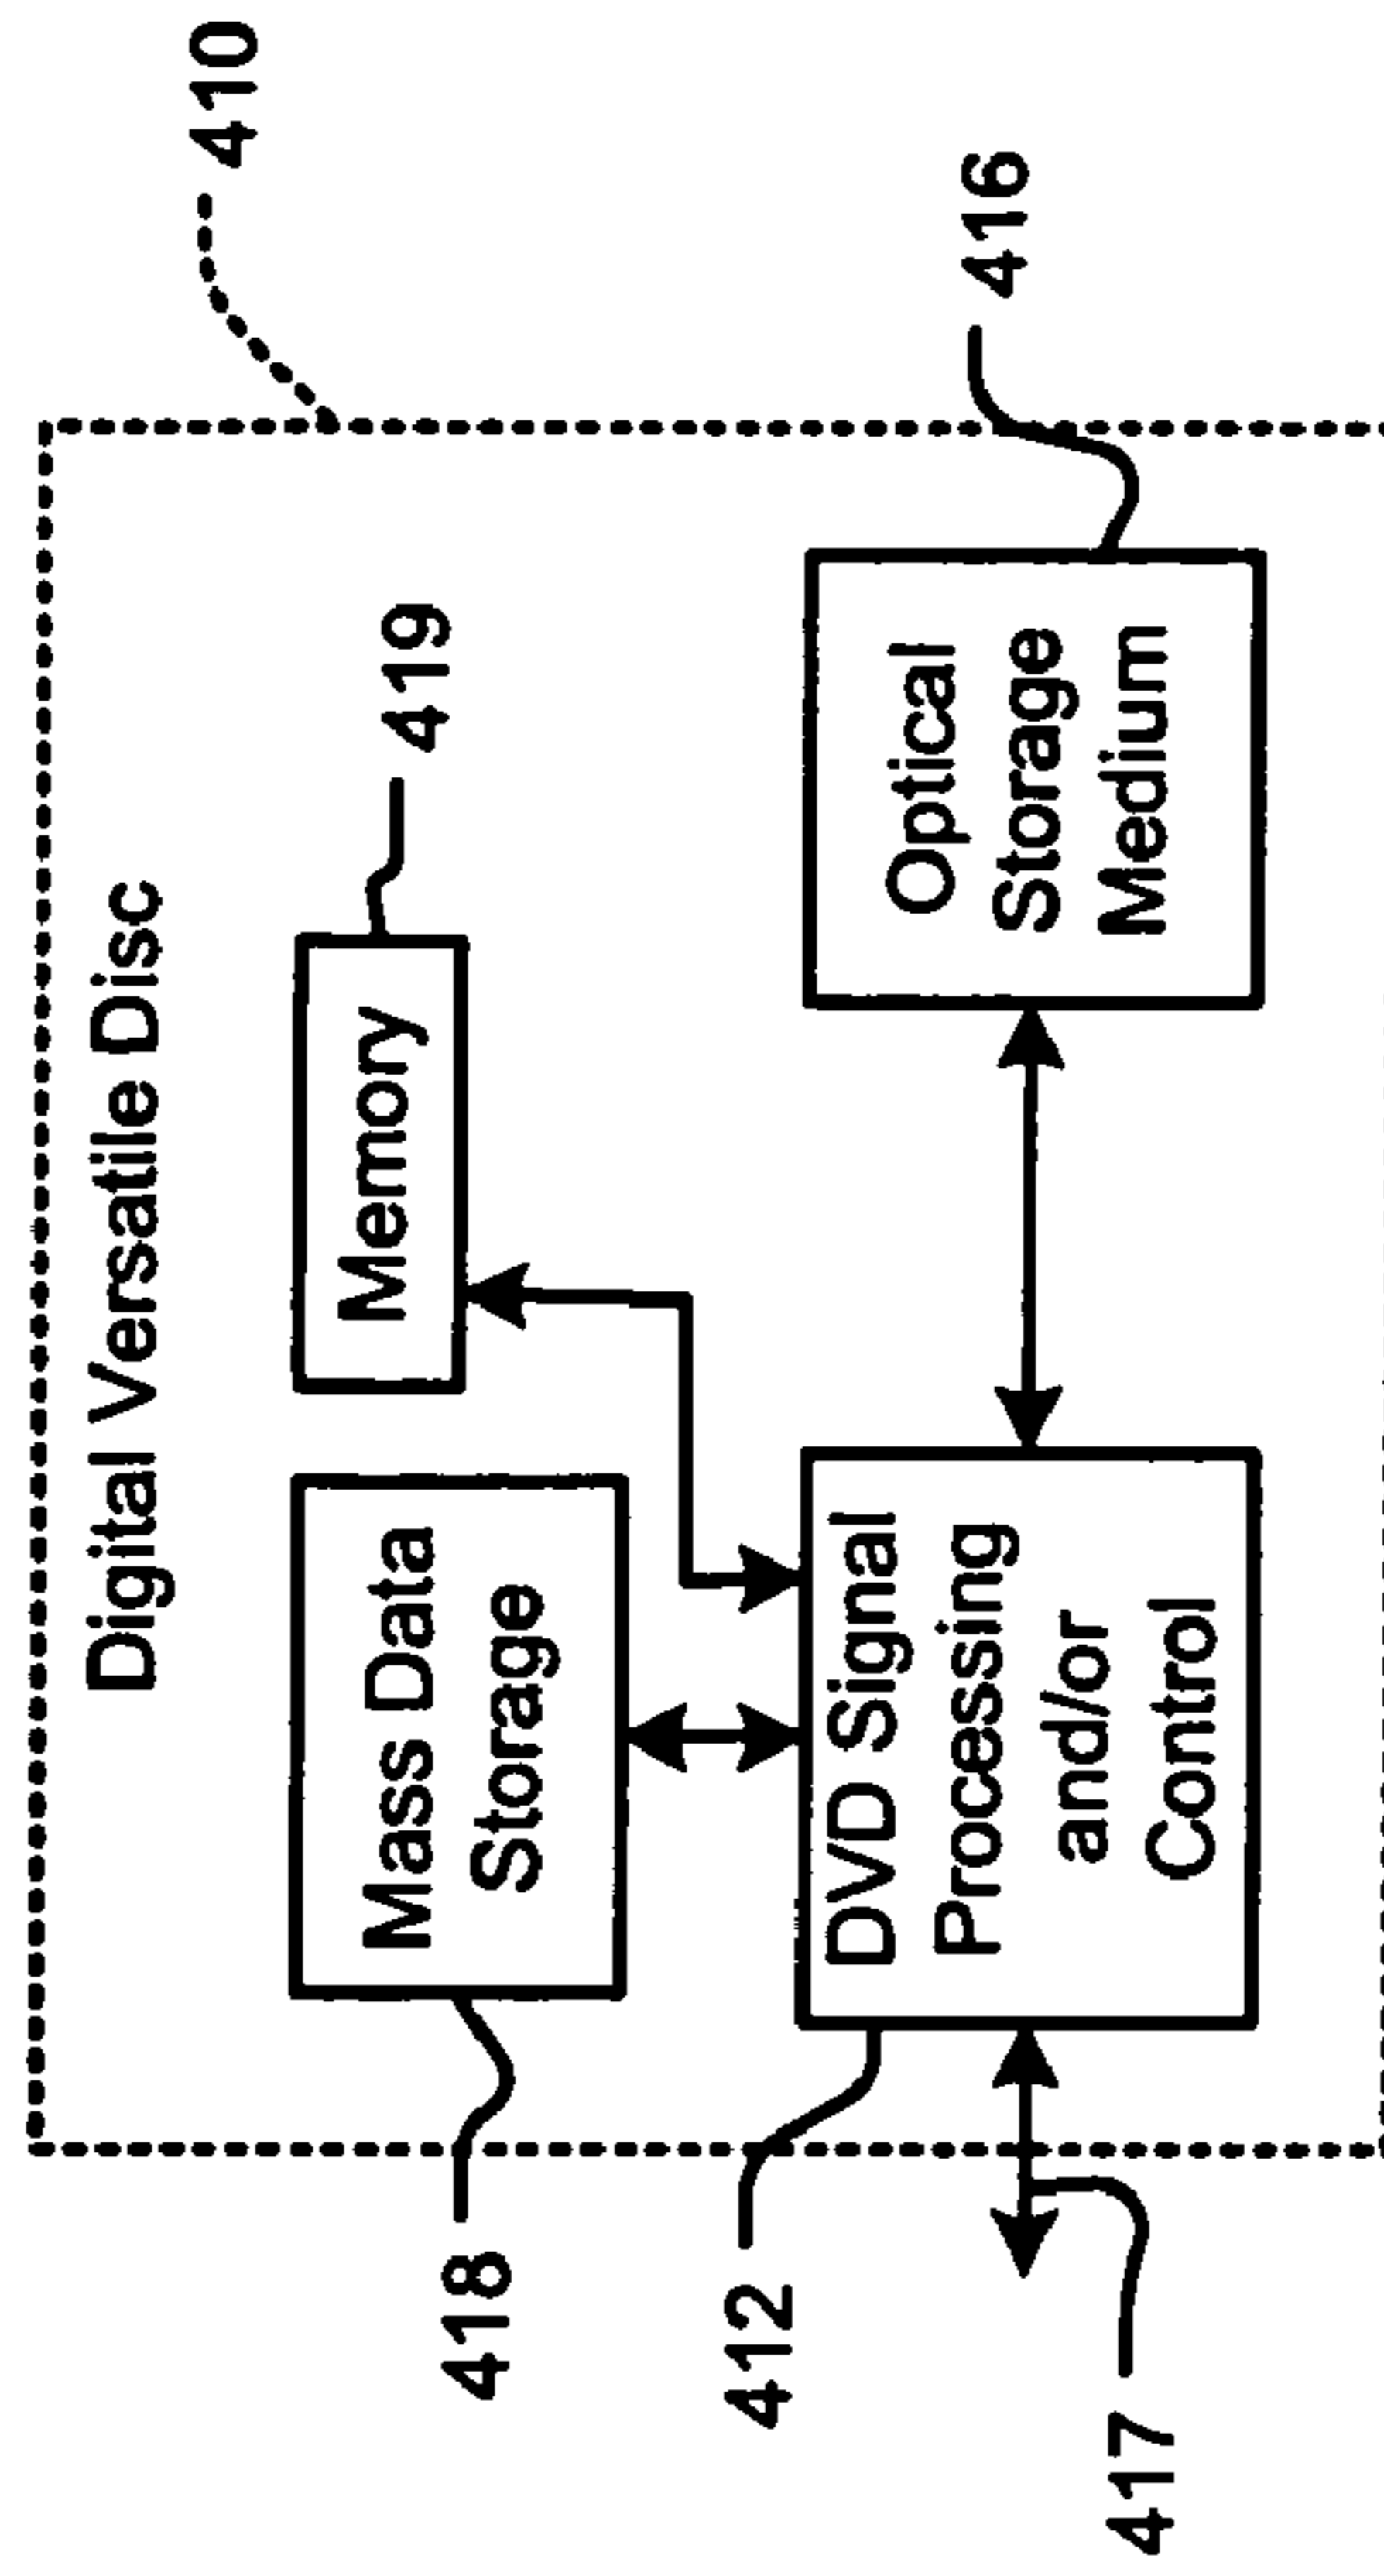 410
Digital Versatile Disc
419
Memory
Mass Data
Storage
418
416
Optical
Storage
Medium
DVD Signal
Processing
and/or
Control
412
417